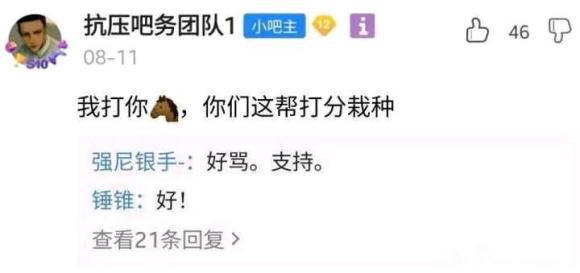 抗压吧务团队1 小吧主 12 i
08-11
46
我打你🐴，你们这帮打分栽种
强尼银手-：好骂。支持。
锤锥：好！
查看21条回复 >
S10